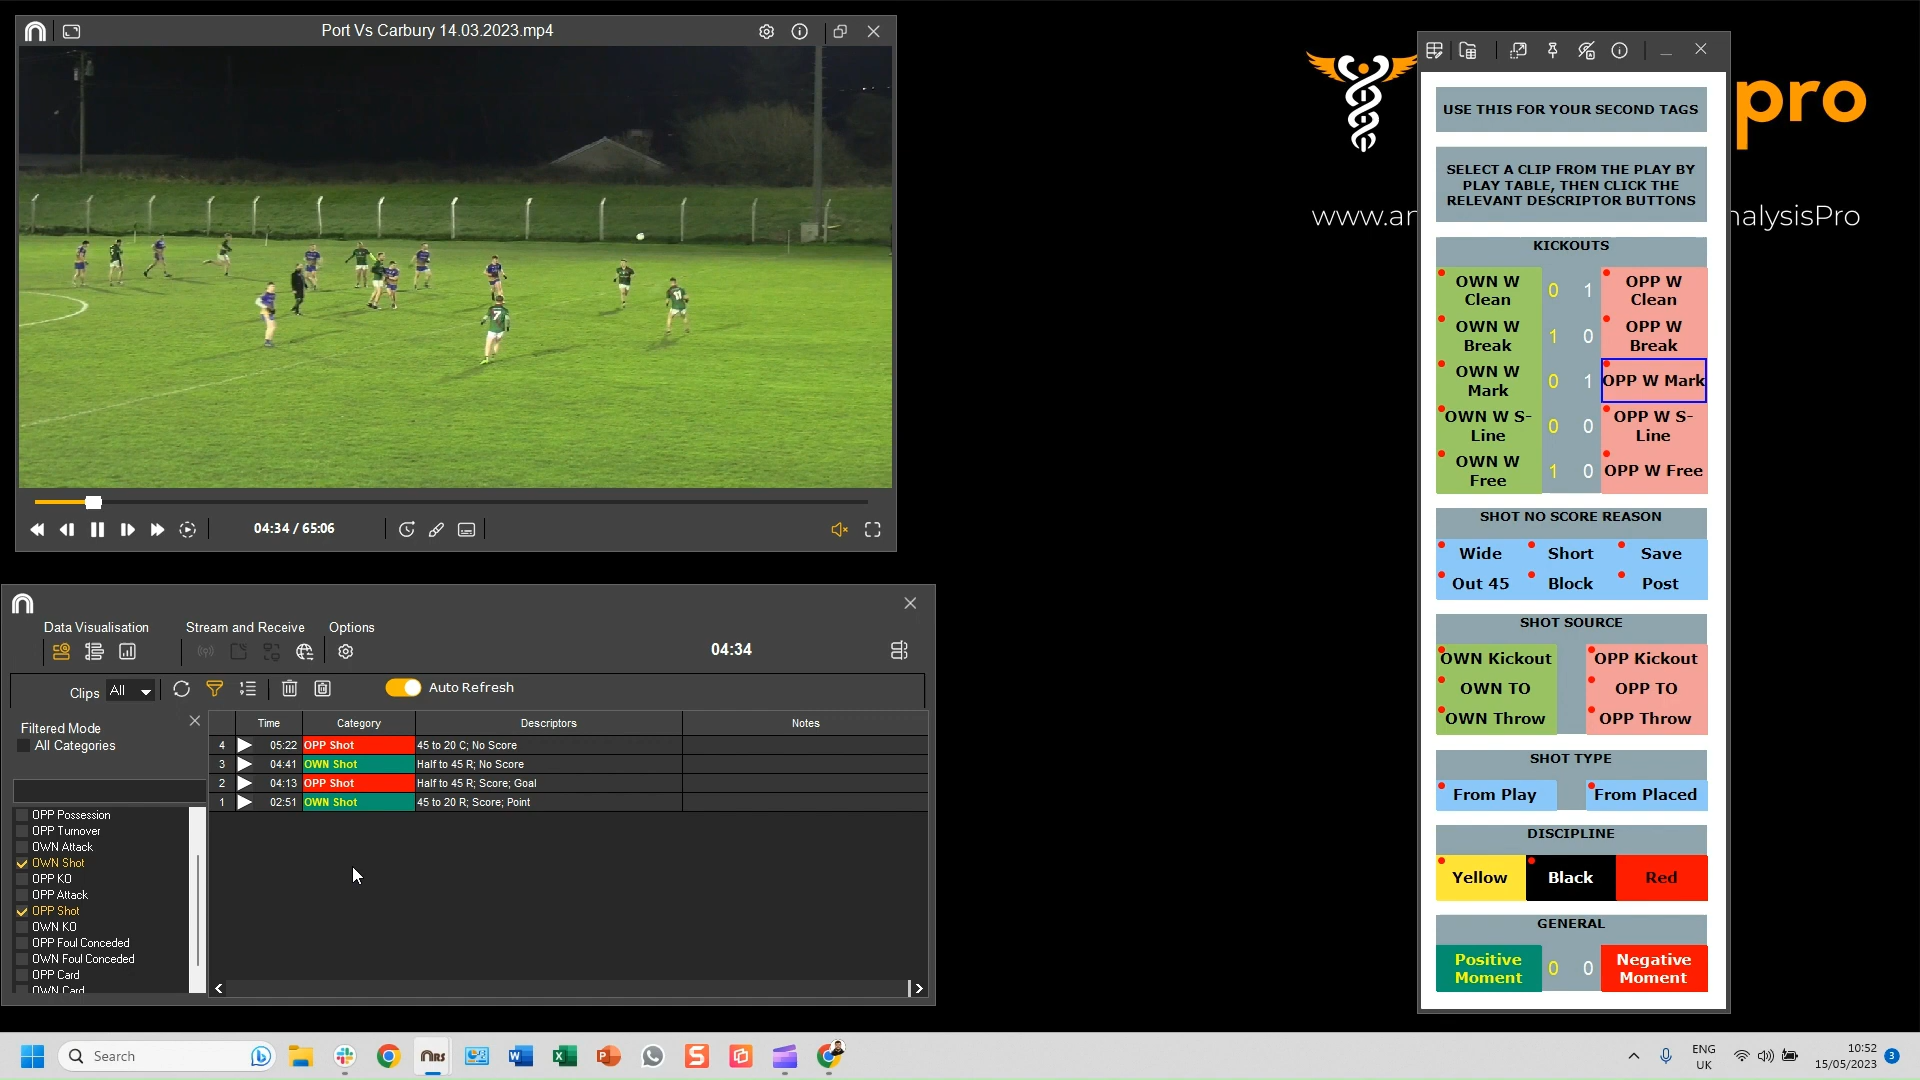 Port Vs Carbury 14.03.2023.mp4
7
11
04:34 / 65:06
pro
www.an
nalysisPro
USE THIS FOR YOUR SECOND TAGS
SELECT A CLIP FROM THE PLAY BY
PLAY TABLE, THEN CLICK THE
RELEVANT DESCRIPTOR BUTTONS
KICKOUTS
OWN W Clean 0 1 OPP W Clean
OWN W Break 1 0 OPP W Break
OWN W Mark 0 1 OPP W Mark
OWN W S-Line 0 0 OPP W S-Line
OWN W Free 1 0 OPP W Free
SHOT NO SCORE REASON
Wide Short Save
Out 45 Block Post
SHOT SOURCE
OWN Kickout OPP Kickout
OWN TO OPP TO
OWN Throw OPP Throw
SHOT TYPE
From Play From Placed
DISCIPLINE
Yellow Black Red
GENERAL
Positive Moment 0 0 Negative Moment
Data Visualisation Stream and Receive Options
04:34
Clips All Auto Refresh
Filtered Mode
All Categories
OPP Possession
OPP Turnover
OWN Attack
OWN Shot
OPP KO
OPP Attack
OPP Shot
OWN KO
OPP Foul Conceded
OWN Foul Conceded
OPP Card
OWN Card
Time Category Descriptors Notes
4 05:22 OPP Shot 45 to 20 C; No Score
3 04:41 OWN Shot Half to 45 R; No Score
2 04:13 OPP Shot Half to 45 R; Score; Goal
1 02:51 OWN Shot 45 to 20 R; Score; Point
Search
ENG
UK
10:52
15/05/2023
3